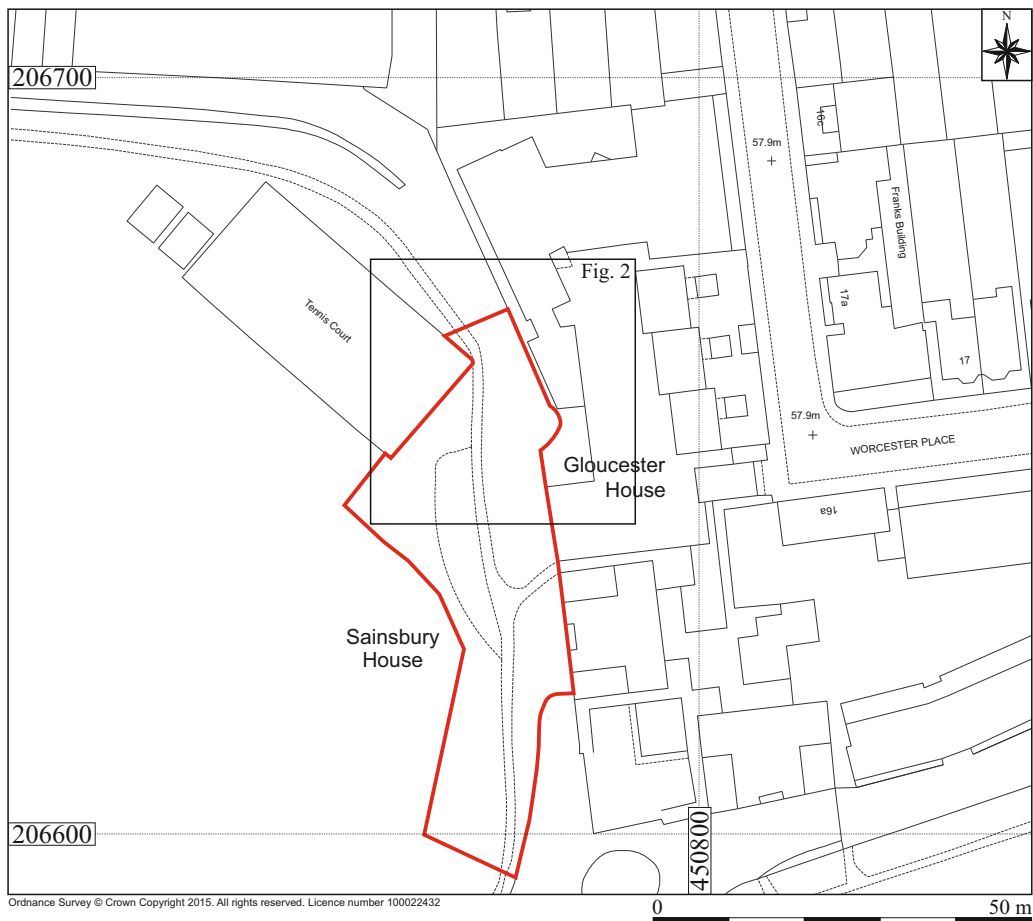 N
206700
16c
57.9m
Franks Building
Fig. 2
17a
Tennis Court
17
57.9m
WORCESTER PLACE
Gloucester
House
16a
Sainsbury
House
206600
450800
Ordnance Survey © Crown Copyright 2015. All rights reserved. Licence number 100022432
0
50 m